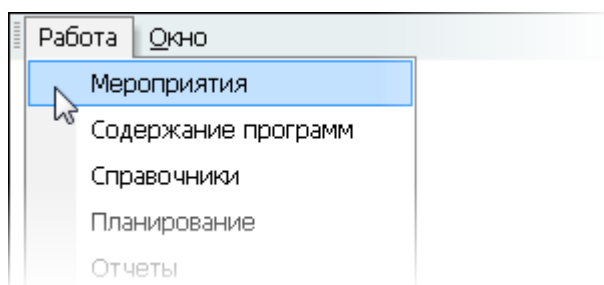 Работа Окно
Мероприятия
Содержание программ
Справочники
Планирование
Отчеты